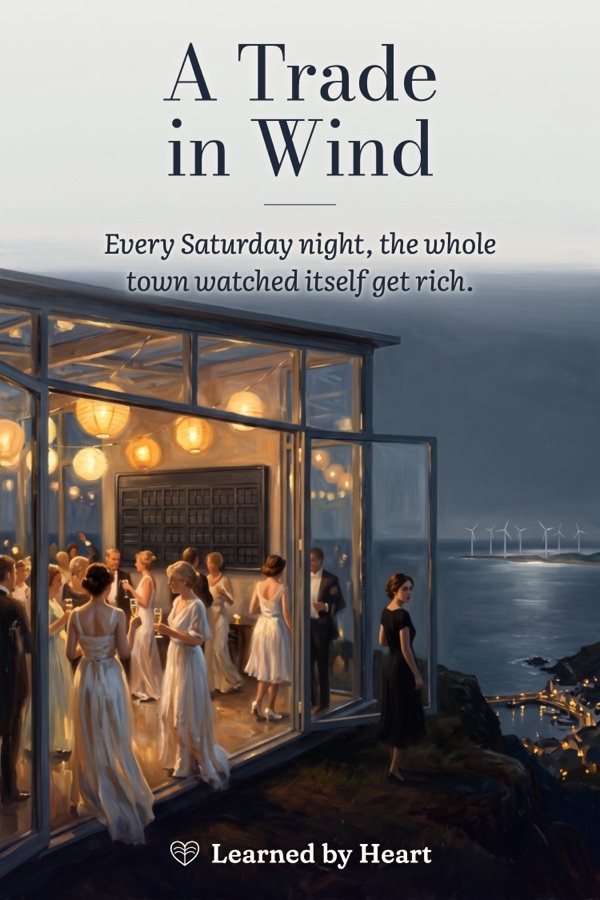 A Trade
in Wind
Every Saturday night, the whole
town watched itself get rich.
Learned by Heart